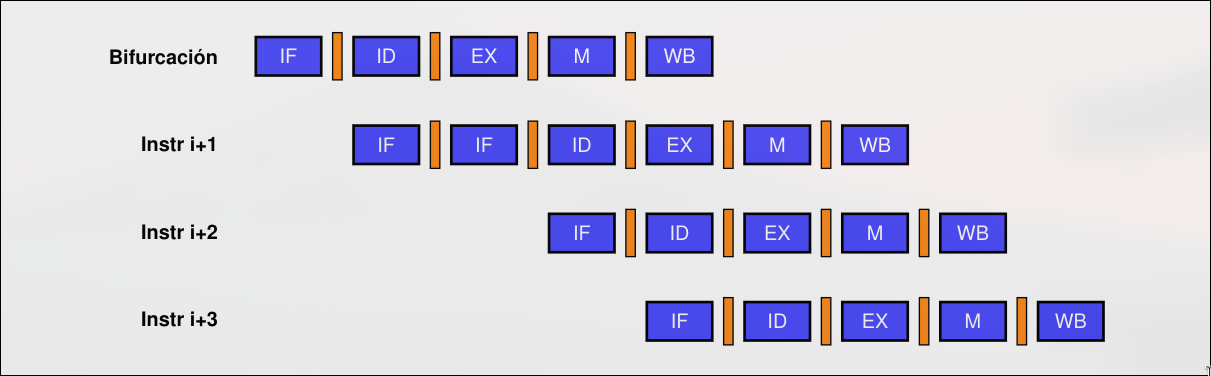 Bifurcación IF ID EX M WB
Instr i+1 IF IF ID EX M WB
Instr i+2 IF ID EX M WB
Instr i+3 IF ID EX M WB